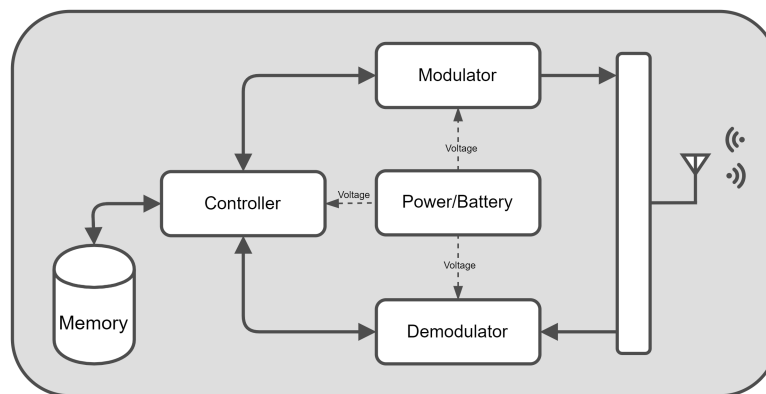 Modulator
Voltage
Controller
Voltage
Power/Battery
Voltage
Memory
Demodulator